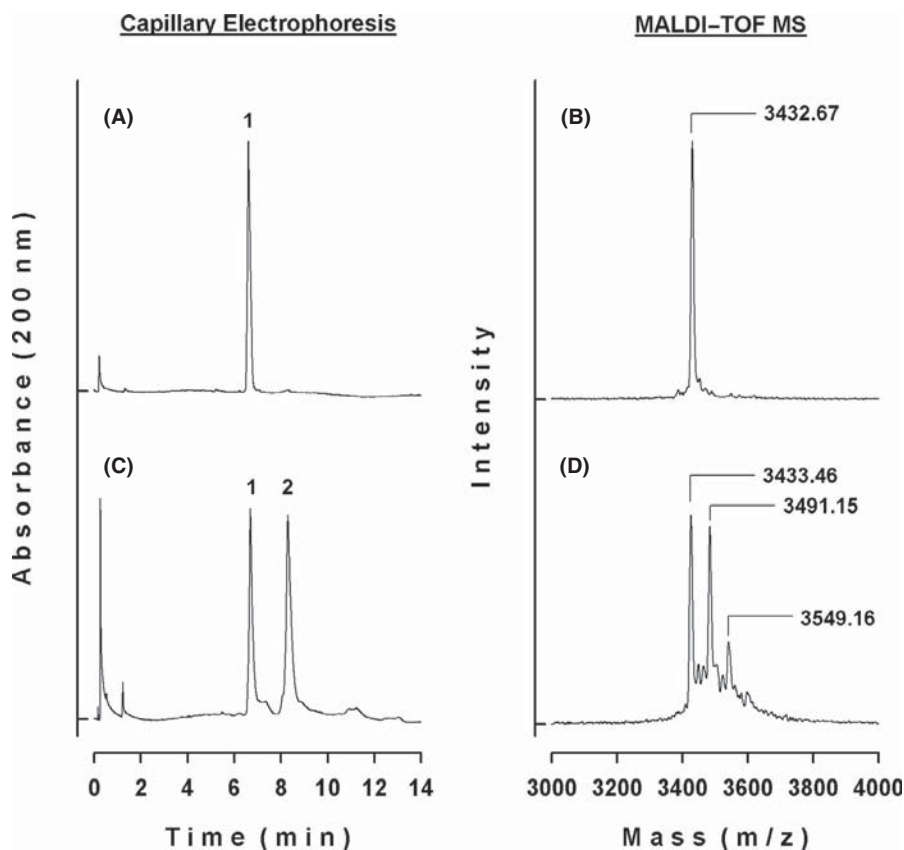 Capillary Electrophoresis
MALDI–TOF MS
(A)
1
(B)
3432.67
Absorbance (200 nm)
Intensity
(C)
1 2
(D)
3433.46
3491.15
3549.16
0 2 4 6 8 10 12 14
3000 3200 3400 3600 3800 4000
Time (min)
Mass (m/z)